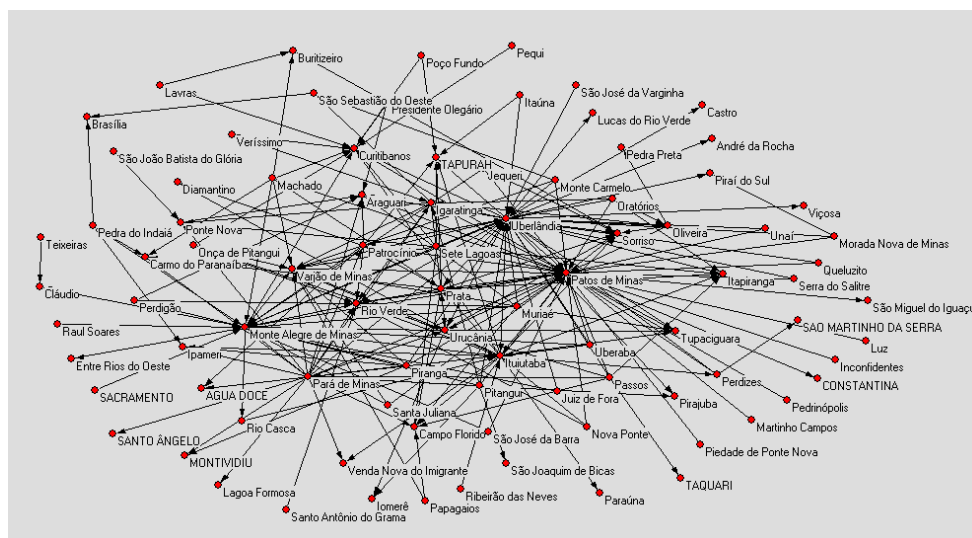 Pequi
Buritizeiro
Poço Fundo
Lavras
São Sebastião do Oeste
Presidente Olegário
Itaúna
São José da Varginha
Castro
Brasília
Lucas do Rio Verde
Veríssimo
André da Rocha
São João Batista do Glória
Curitibanos
TAPURAH
Pedra Preta
Jequeri
Diamantino
Machado
Monte Carmelo
Piraí do Sul
Araguari
Igaratinga
Oratórios
Viçosa
Ponte Nova
Uberlândia
Pedra do Indaiá
Oliveira
Unaí
Teixeiras
Sorriso
Morada Nova de Minas
Onça de Pitangui
Patrocínio
Sete Lagoas
Carmo do Paranaíba
Queluzito
Varjão de Minas
Patos de Minas
Itapiranga
Serra do Salitre
Cláudio
Prata
Perdigão
Rio Verde
Muriaé
São Miguel do Iguaçu
Raul Soares
Monte Alegre de Minas
Urucânia
Tupaciguara
SAO MARTINHO DA SERRA
Luz
Ipameri
Uberaba
Entre Rios do Oeste
Ituiutaba
Inconfidentes
Piranga
Pará de Minas
Passos
Perdizes
CONSTANTINA
SACRAMENTO
AGUA DOCE
Pitangui
Juiz de Fora
Pirajuba
Pedrinópolis
Santa Juliana
Rio Casca
Martinho Campos
SANTO ÂNGELO
Campo Florido
São José da Barra
Nova Ponte
Piedade de Ponte Nova
MONTIVIDIU
Venda Nova do Imigrante
São Joaquim de Bicas
TAQUARI
Lagoa Formosa
Ribeirão das Neves
Paraúna
Iomerê
Papagaios
Santo Antônio do Grama